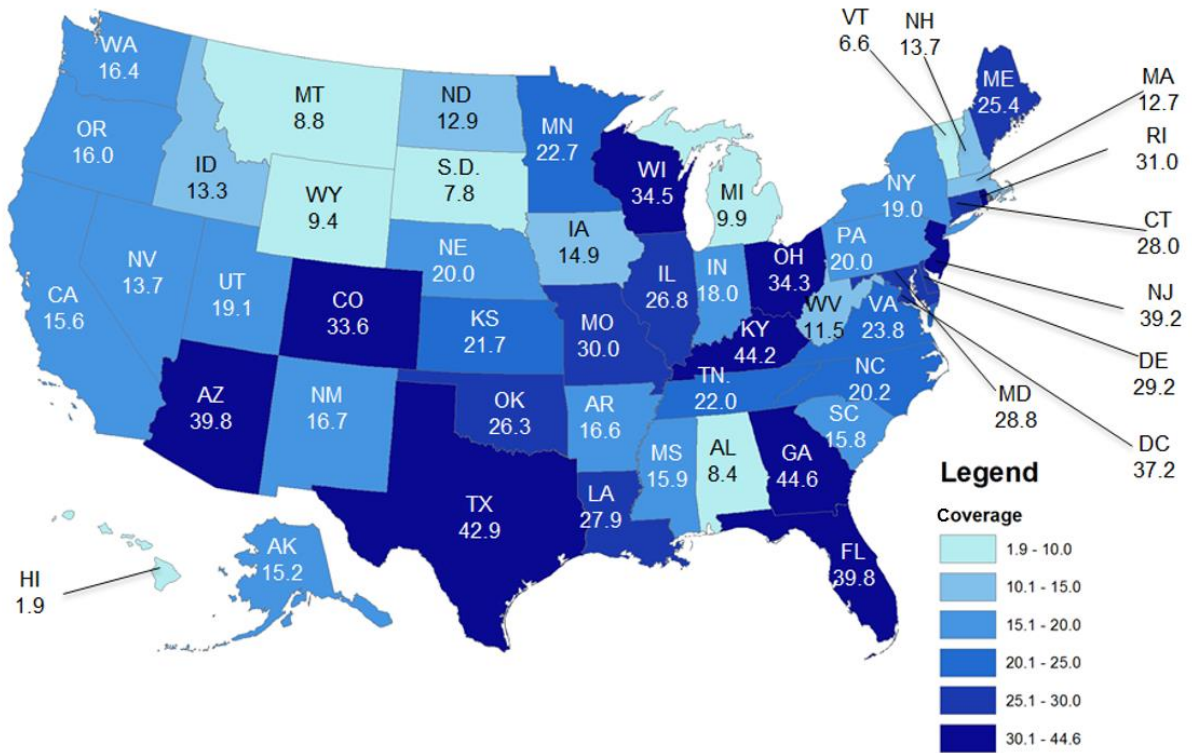 VT
6.6
NH
13.7
WA
16.4
MT
8.8
ND
12.9
MN
22.7
ME
25.4
MA
12.7
OR
16.0
ID
13.3
S.D.
7.8
WI
34.5
RI
31.0
WY
9.4
MI
9.9
NY
19.0
CT
28.0
NV
13.7
UT
19.1
NE
20.0
IA
14.9
IL
26.8
IN
18.0
OH
34.3
PA
20.0
NJ
39.2
CA
15.6
CO
33.6
KS
21.7
MO
30.0
KY
44.2
WV
11.5
VA
23.8
DE
29.2
AZ
39.8
NM
16.7
OK
26.3
AR
16.6
TN.
22.0
NC
20.2
MD
28.8
SC
15.8
DC
37.2
TX
42.9
LA
27.9
MS
15.9
AL
8.4
GA
44.6
FL
39.8
AK
15.2
HI
1.9
Legend
Coverage
1.9 - 10.0
10.1 - 15.0
15.1 - 20.0
20.1 - 25.0
25.1 - 30.0
30.1 - 44.6